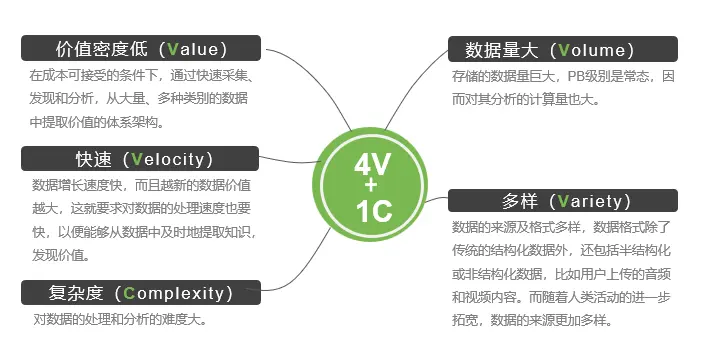 价值密度低（Value）
在成本可接受的条件下，通过快速采集、
发现和分析，从大量、多种类别的数据
中提取价值的体系架构。
快速（Velocity）
数据增长速度快，而且越新的数据价值
越大，这就要求对数据的处理速度也要
快，以便能够从数据中及时地提取知识，
发现价值。
复杂度（Complexity）
对数据的处理和分析的难度大。
4V
+
1C
数据量大（Volume）
存储的数据量巨大，PB级别是常态，因
而对其分析的计算量也大。
多样（Variety）
数据的来源及格式多样，数据格式除了
传统的结构化数据外，还包括半结构化
或非结构化数据，比如用户上传的音频
和视频内容。而随着人类活动的进一步
拓宽，数据的来源更加多样。